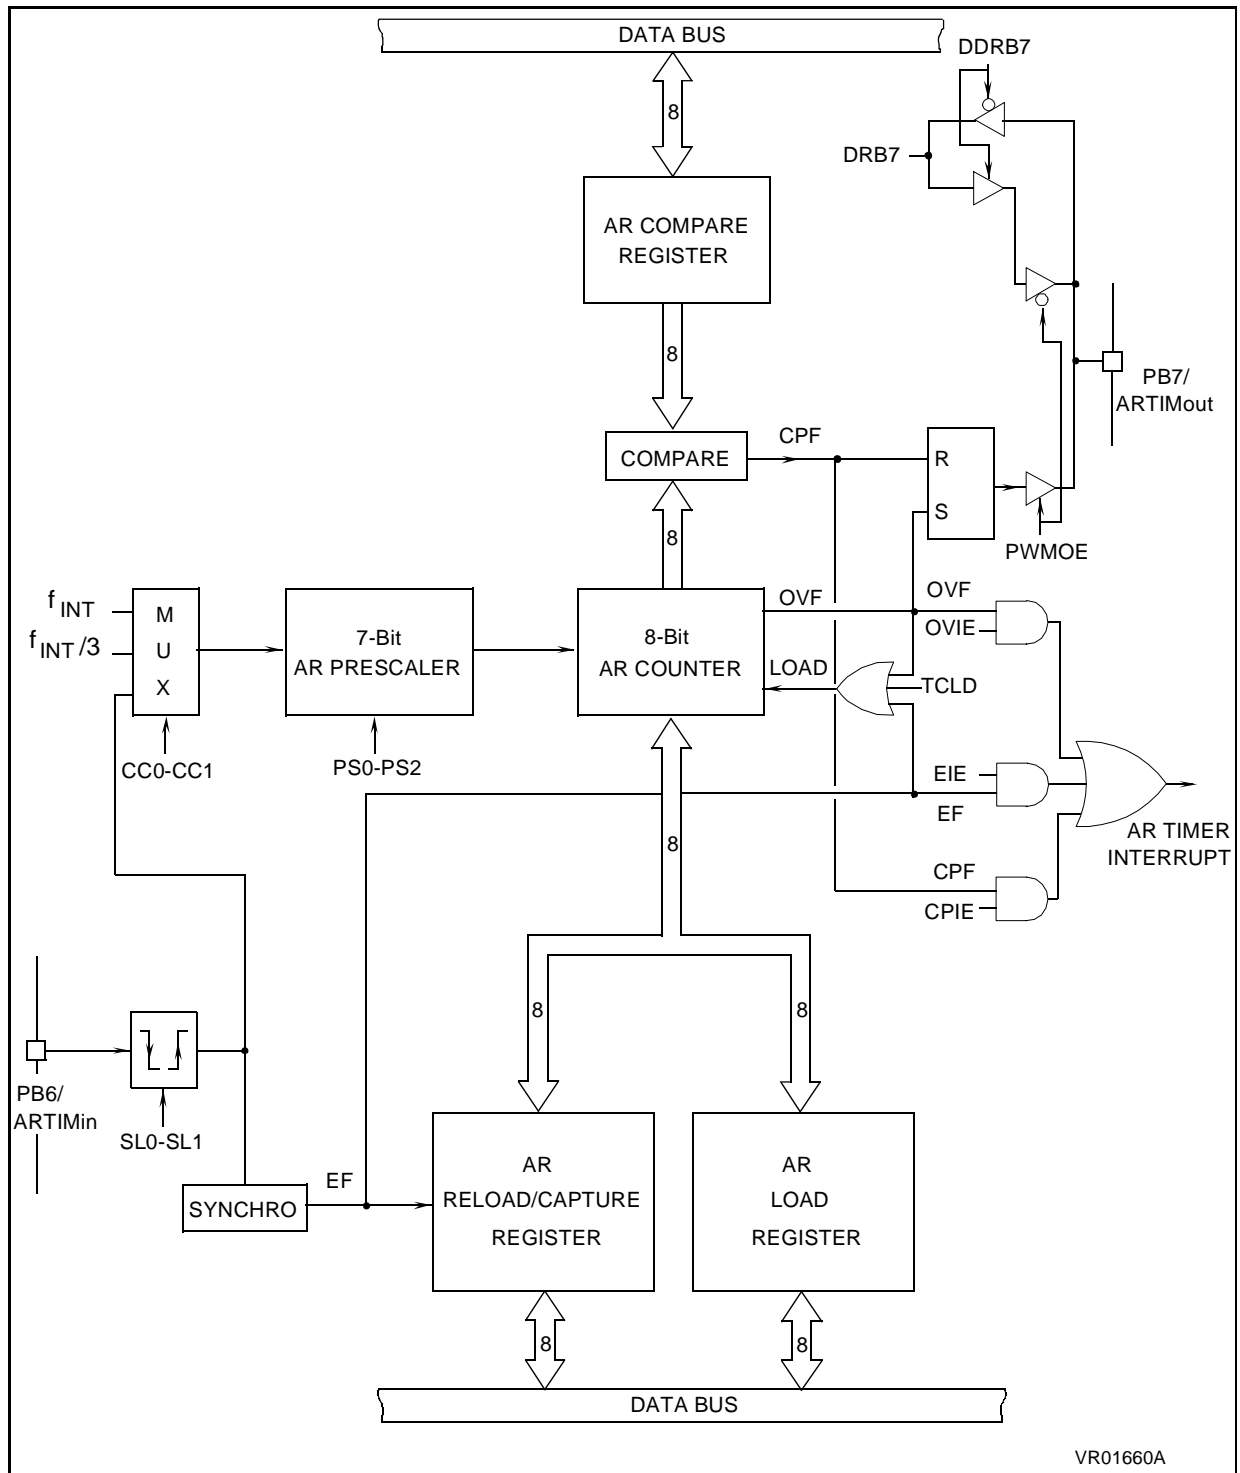 DATA BUS
DDRB7
8
DRB7
AR COMPARE
REGISTER
8
PB7/
ARTIMout
CPF
COMPARE
R
S
8
PWMOE
f INT
f INT /3
M
U
X
7-Bit
AR PRESCALER
8-Bit
AR COUNTER
OVF
OVF
OVIE
LOAD
TCLD
CC0-CC1
PS0-PS2
EIE
EF
AR TIMER
INTERRUPT
8
CPF
CPIE
8
8
PB6/
ARTIMin
SL0-SL1
SYNCHRO
EF
AR
RELOAD/CAPTURE
REGISTER
AR
LOAD
REGISTER
8
8
DATA BUS
VR01660A